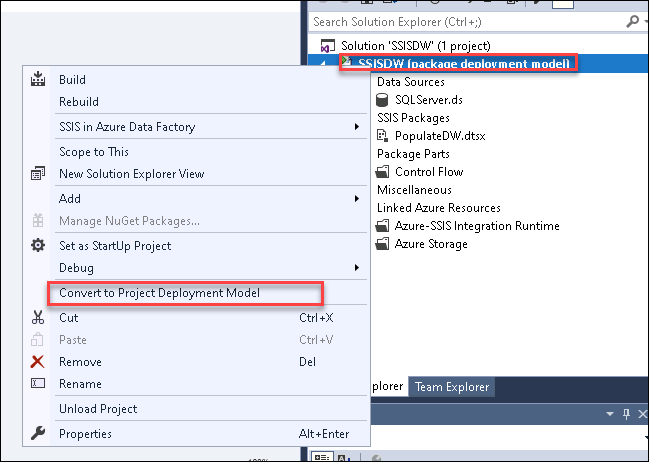 Search Solution Explorer (Ctrl+;)
Solution 'SSISDW' (1 project)
SSISDW (package deployment model)
Data Sources
SQLServer.ds
SSIS Packages
PopulateDW.dtsx
Package Parts
Control Flow
Miscellaneous
Linked Azure Resources
Azure-SSIS Integration Runtime
Azure Storage
Build
Rebuild
SSIS in Azure Data Factory
Scope to This
New Solution Explorer View
Add
Manage NuGet Packages...
Set as StartUp Project
Debug
Convert to Project Deployment Model
Cut Ctrl+X
Paste Ctrl+V
Remove Del
Rename
Unload Project
Properties Alt+Enter
plorer Team Explorer